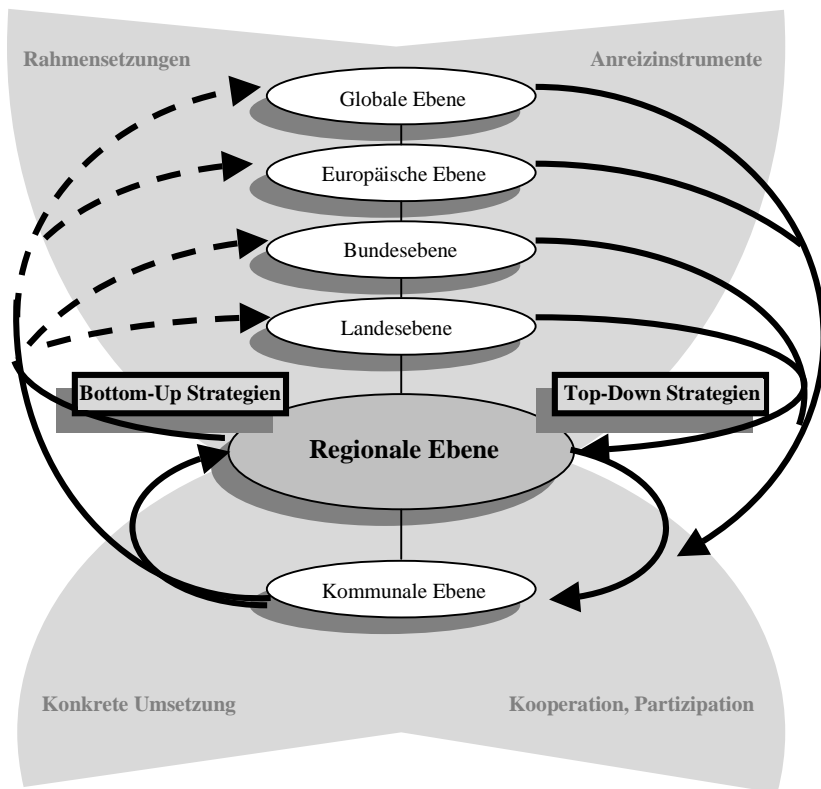 Rahmensetzungen
Anreizinstrumente
Globale Ebene
Europäische Ebene
Bundesebene
Landesebene
Bottom-Up Strategien
Top-Down Strategien
Regionale Ebene
Kommunale Ebene
Konkrete Umsetzung
Kooperation, Partizipation